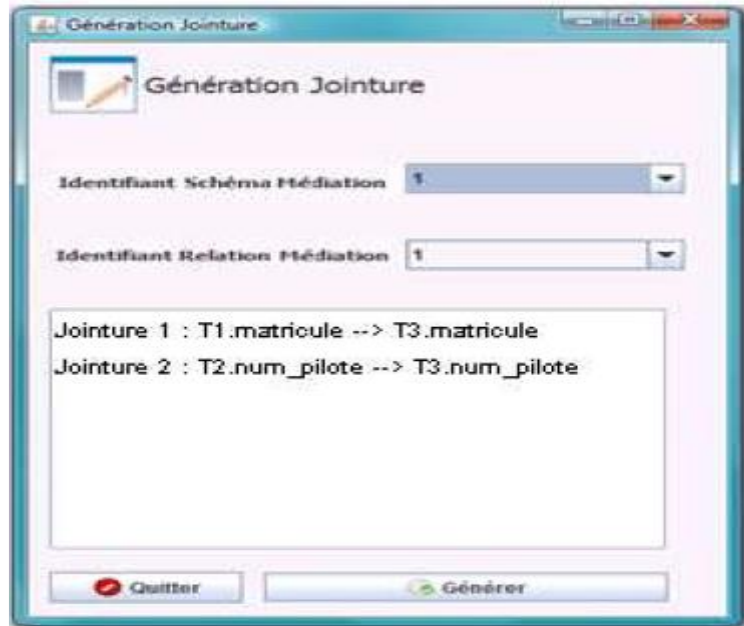 Génération Jointure
Génération Jointure
Identifiant Schéma Médiation 1
Identifiant Relation Médiation 1
Jointure 1 : T1.matricule --> T3.matricule
Jointure 2 : T2.num_pilote --> T3.num_pilote
Quitter Générer